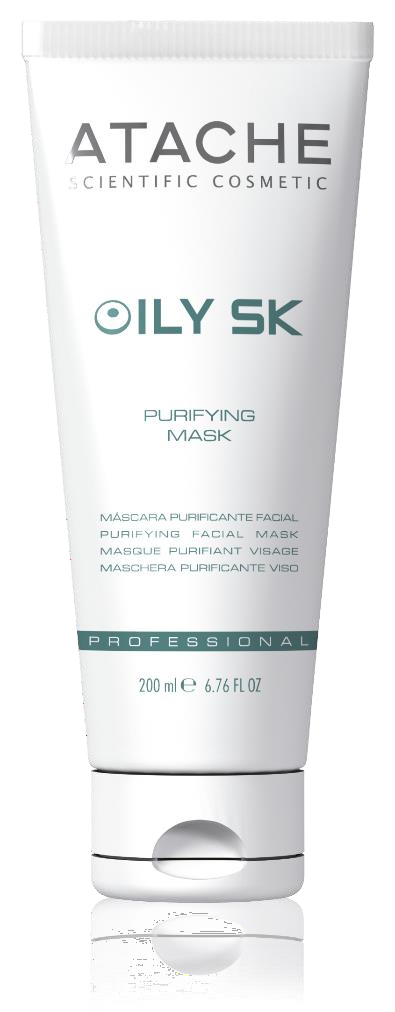 ATACHE
SCIENTIFIC COSMETIC
OILY SK
PURIFYING
MASK
MÁSCARA PURIFICANTE FACIAL
PURIFYING FACIAL MASK
MASQUE PURIFIANT VISAGE
MASCHERA PURIFICANTE VISO
PROFESSIONAL
200 ml ℮ 6.76 FL OZ